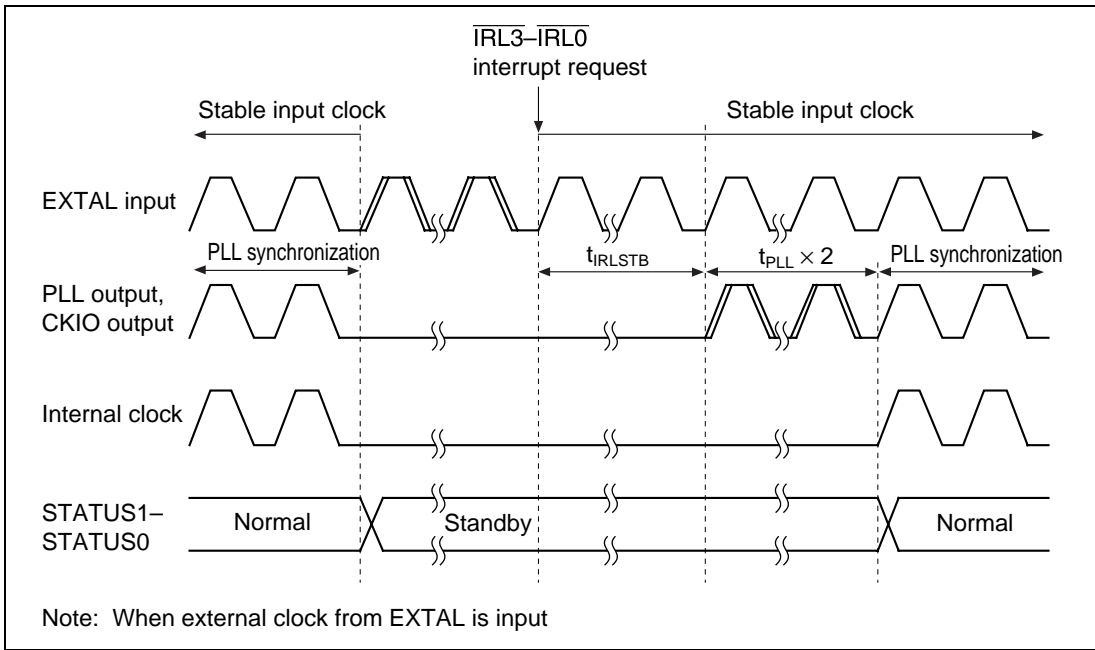 IRL3–IRL0
interrupt request
Stable input clock
Stable input clock
EXTAL input
PLL synchronization
tIRLSTB
tPLL × 2
PLL synchronization
PLL output,
CKIO output
Internal clock
STATUS1–
STATUS0
Normal
Standby
Normal
Note: When external clock from EXTAL is input